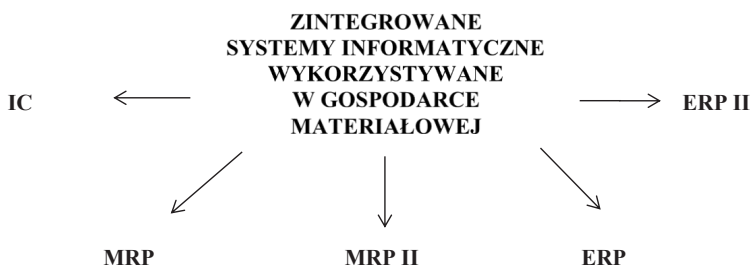 ZINTEGROWANE
SYSTEMY INFORMATYCZNE
WYKORZYSTYWANE
W GOSPODARCE
MATERIAŁOWEJ
IC
ERP II
MRP
MRP II
ERP